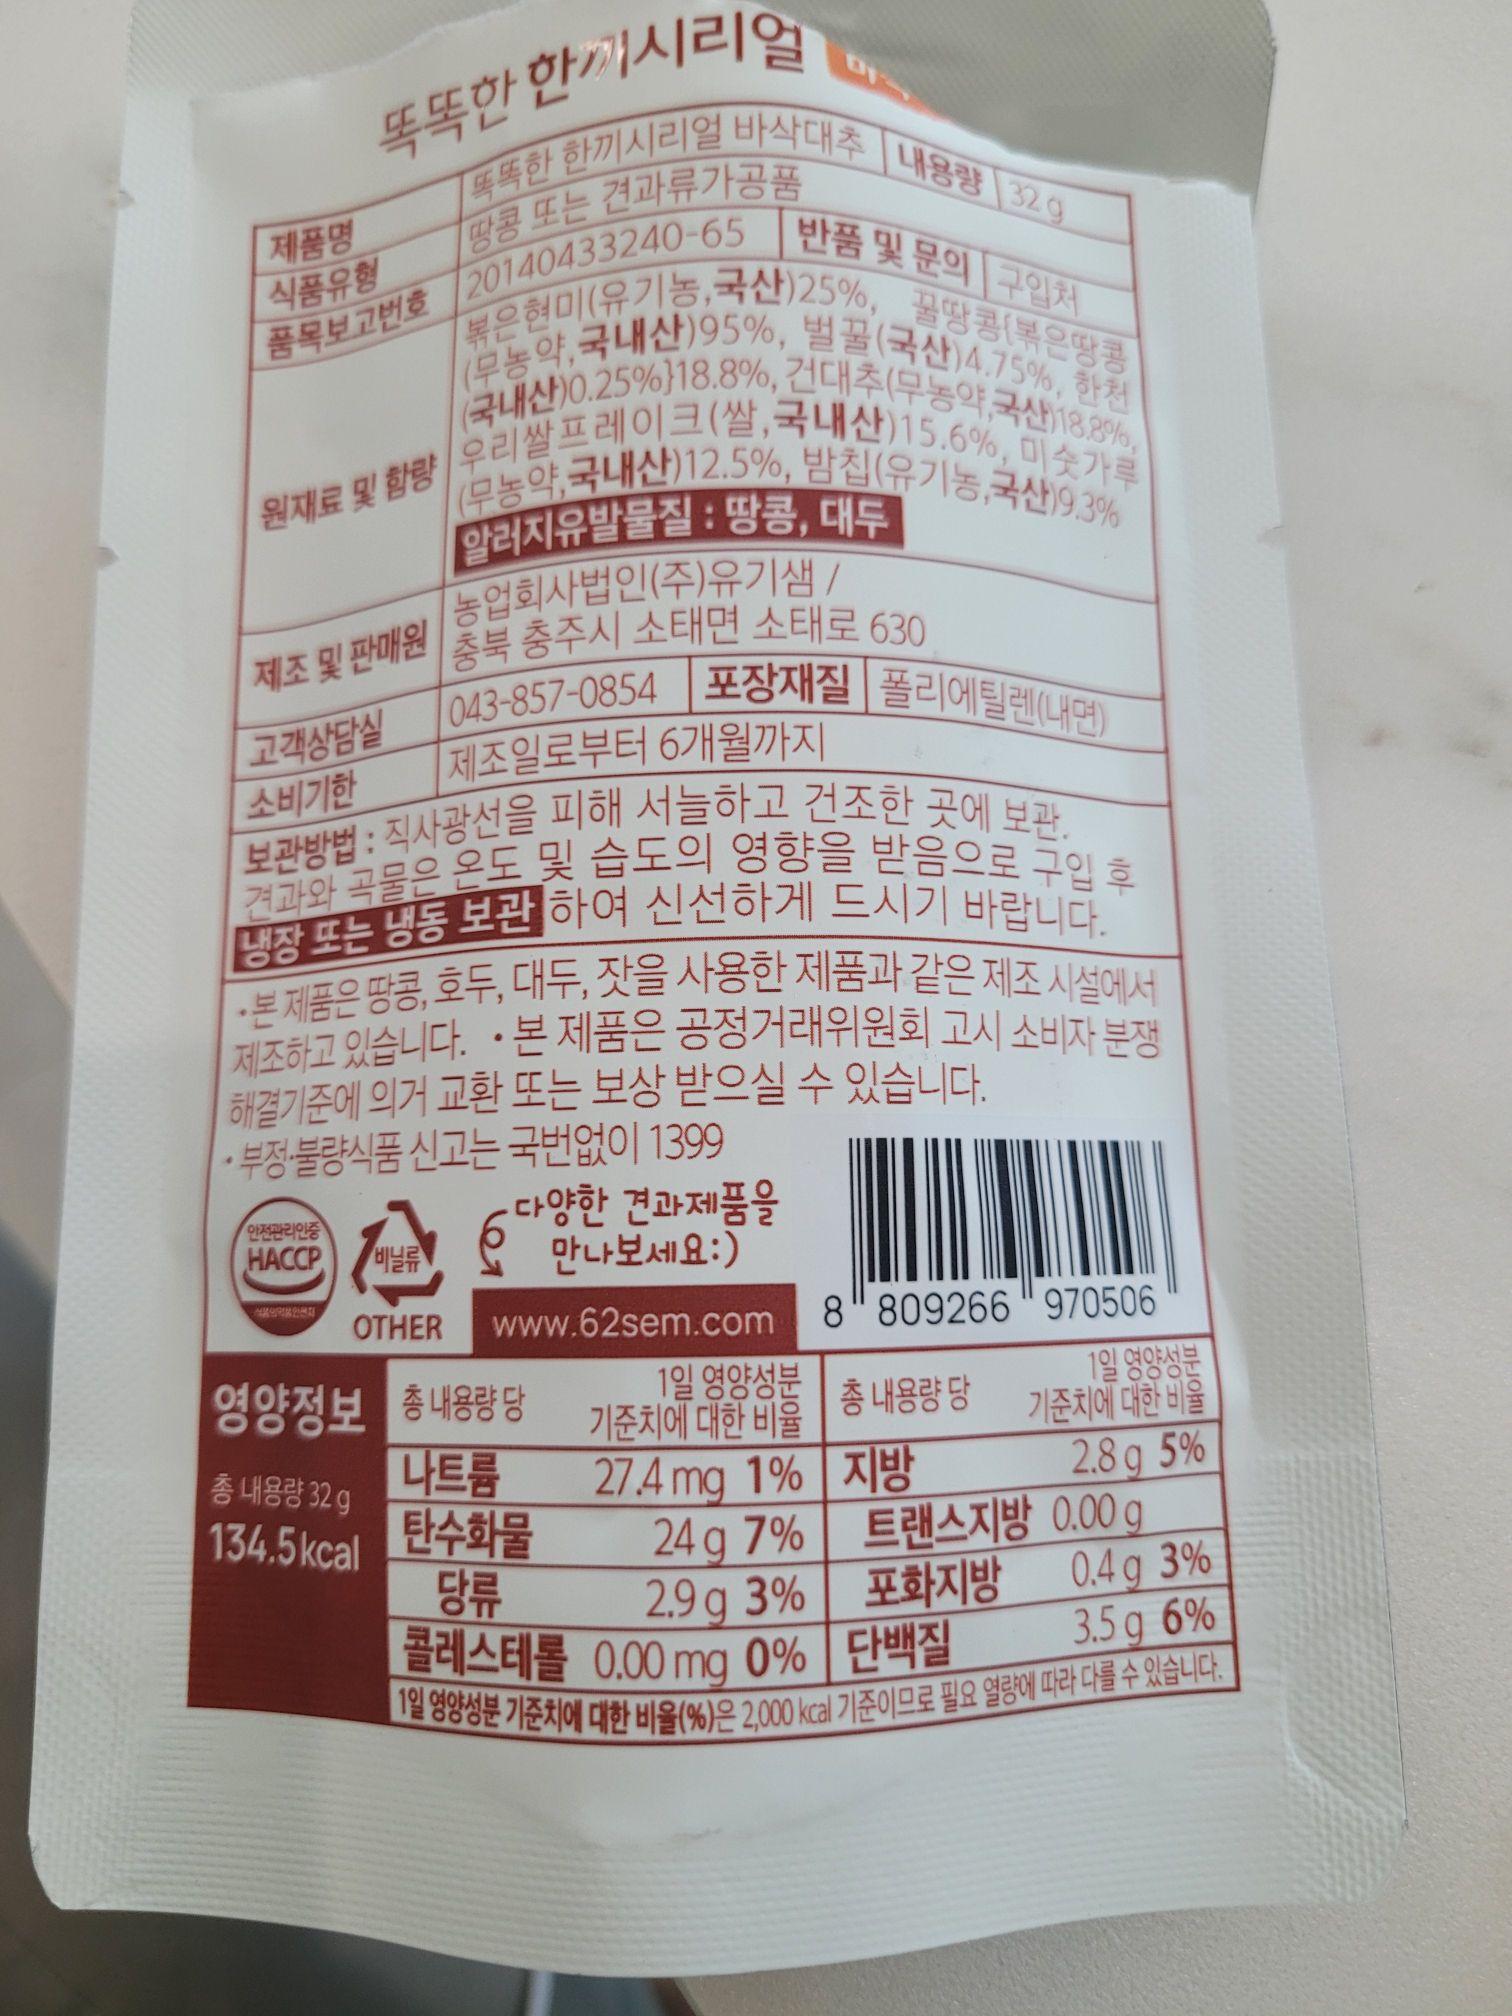 똑똑한 한끼시리얼
제품명 똑똑한 한끼시리얼 바삭대추 내용량 32 g
식품유형 땅콩 또는 견과류가공품
품목보고번호 20140433240-65 반품 및 문의 구입처
원재료 및 함량
볶은현미(유기농,국산)25%, 꿀땅콩{볶은땅콩
(무농약,국내산)95%, 벌꿀(국산)4.75%, 한천
(국내산)0.25%}18.8%, 건대추(무농약,국산)18.8%,
우리쌀프레이크(쌀,국내산)15.6%, 미숫가루
(무농약,국내산)12.5%, 밤칩(유기농,국산)9.3%
알러지유발물질 : 땅콩, 대두
제조 및 판매원
농업회사법인(주)유기샘 /
충북 충주시 소태면 소태로 630
고객상담실 043-857-0854 포장재질 폴리에틸렌(내면)
소비기한 제조일로부터 6개월까지
보관방법 : 직사광선을 피해 서늘하고 건조한 곳에 보관.
견과와 곡물은 온도 및 습도의 영향을 받음으로 구입 후
냉장 또는 냉동 보관 하여 신선하게 드시기 바랍니다.
•본 제품은 땅콩, 호두, 대두, 잣을 사용한 제품과 같은 제조 시설에서
제조하고 있습니다. •본 제품은 공정거래위원회 고시 소비자 분쟁
해결기준에 의거 교환 또는 보상 받으실 수 있습니다.
•부정·불량식품 신고는 국번없이 1399
안전관리인증
HACCP
비닐류
OTHER
다양한 견과제품을
만나보세요:)
www.62sem.com
8 809266 970506
영양정보
총 내용량 32 g
134.5 kcal
총 내용량 당 1일 영양성분
기준치에 대한 비율
총 내용량 당 1일 영양성분
기준치에 대한 비율
나트륨 27.4 mg 1% 지방 2.8 g 5%
탄수화물 24 g 7% 트랜스지방 0.00 g
당류 2.9 g 3% 포화지방 0.4 g 3%
콜레스테롤 0.00 mg 0% 단백질 3.5 g 6%
1일 영양성분 기준치에 대한 비율(%)은 2,000 kcal 기준이므로 필요 열량에 따라 다를 수 있습니다.